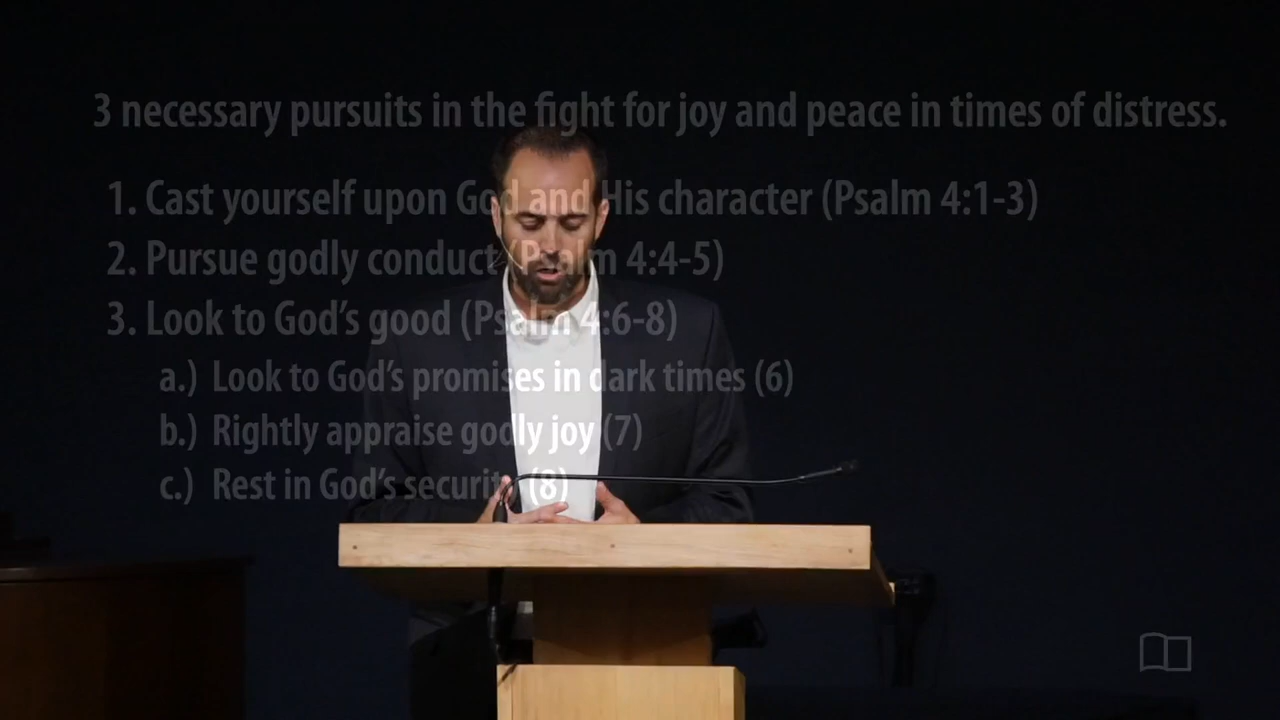 3 necessary pursuits in the fight for joy and peace in times of distress.
1. Cast yourself upon God and His character (Psalm 4:1-3)
2. Pursue godly conduct (Psalm 4:4-5)
3. Look to God's good (Psalm 4:6-8)
a.) Look to God's promises in dark times (6)
b.) Rightly appraise godly joy (7)
c.) Rest in God's security (8)